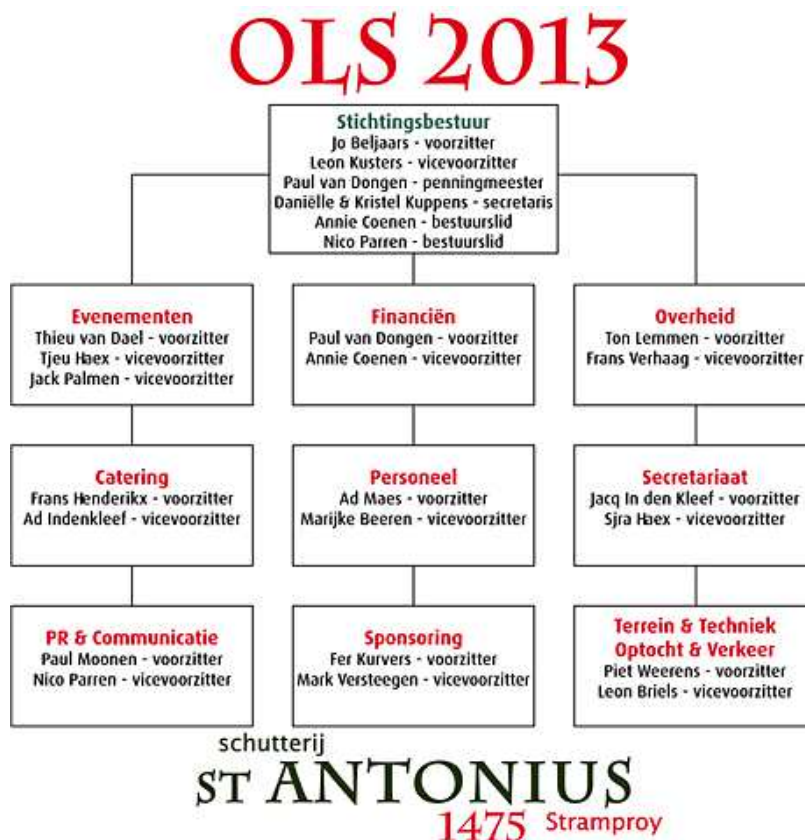 OLS 2013
Stichtingsbestuur
Jo Beljaars - voorzitter
Leon Kusters - vicevoorzitter
Paul van Dongen - penningmeester
Daniëlle & Kristel Kuppens - secretaris
Annie Coenen - bestuurslid
Nico Parren - bestuurslid
Evenementen
Thieu van Dael - voorzitter
Tjeu Haex - vicevoorzitter
Jack Palmen - vicevoorzitter
Financiën
Paul van Dongen - voorzitter
Annie Coenen - vicevoorzitter
Overheid
Ton Lemmen - voorzitter
Frans Verhaag - vicevoorzitter
Catering
Frans Henderikx - voorzitter
Ad Indenkleef - vicevoorzitter
Personeel
Ad Maes - voorzitter
Marijke Beeren - vicevoorzitter
Secretariaat
Jacq In den Kleef - voorzitter
Sjra Haex - vicevoorzitter
PR & Communicatie
Paul Moonen - voorzitter
Nico Parren - vicevoorzitter
Sponsoring
Fer Kurvers - voorzitter
Mark Versteegen - vicevoorzitter
Terrein & Techniek
Optocht & Verkeer
Piet Weerens - voorzitter
Leon Briels - vicevoorzitter
schutterij
ST ANTONIUS
1475 Stramproy